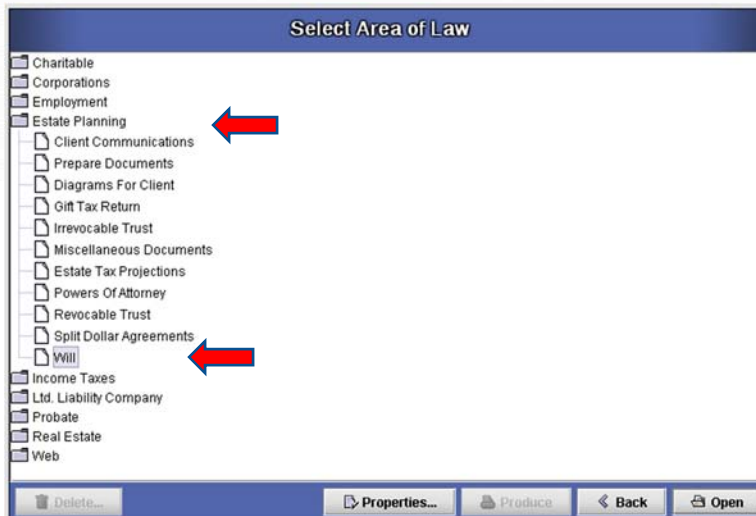 Select Area of Law
Charitable
Corporations
Employment
Estate Planning
Client Communications
Prepare Documents
Diagrams For Client
Gift Tax Return
Irrevocable Trust
Miscellaneous Documents
Estate Tax Projections
Powers Of Attorney
Revocable Trust
Split Dollar Agreements
Will
Income Taxes
Ltd. Liability Company
Probate
Real Estate
Web
Delete... Properties... Produce Back Open